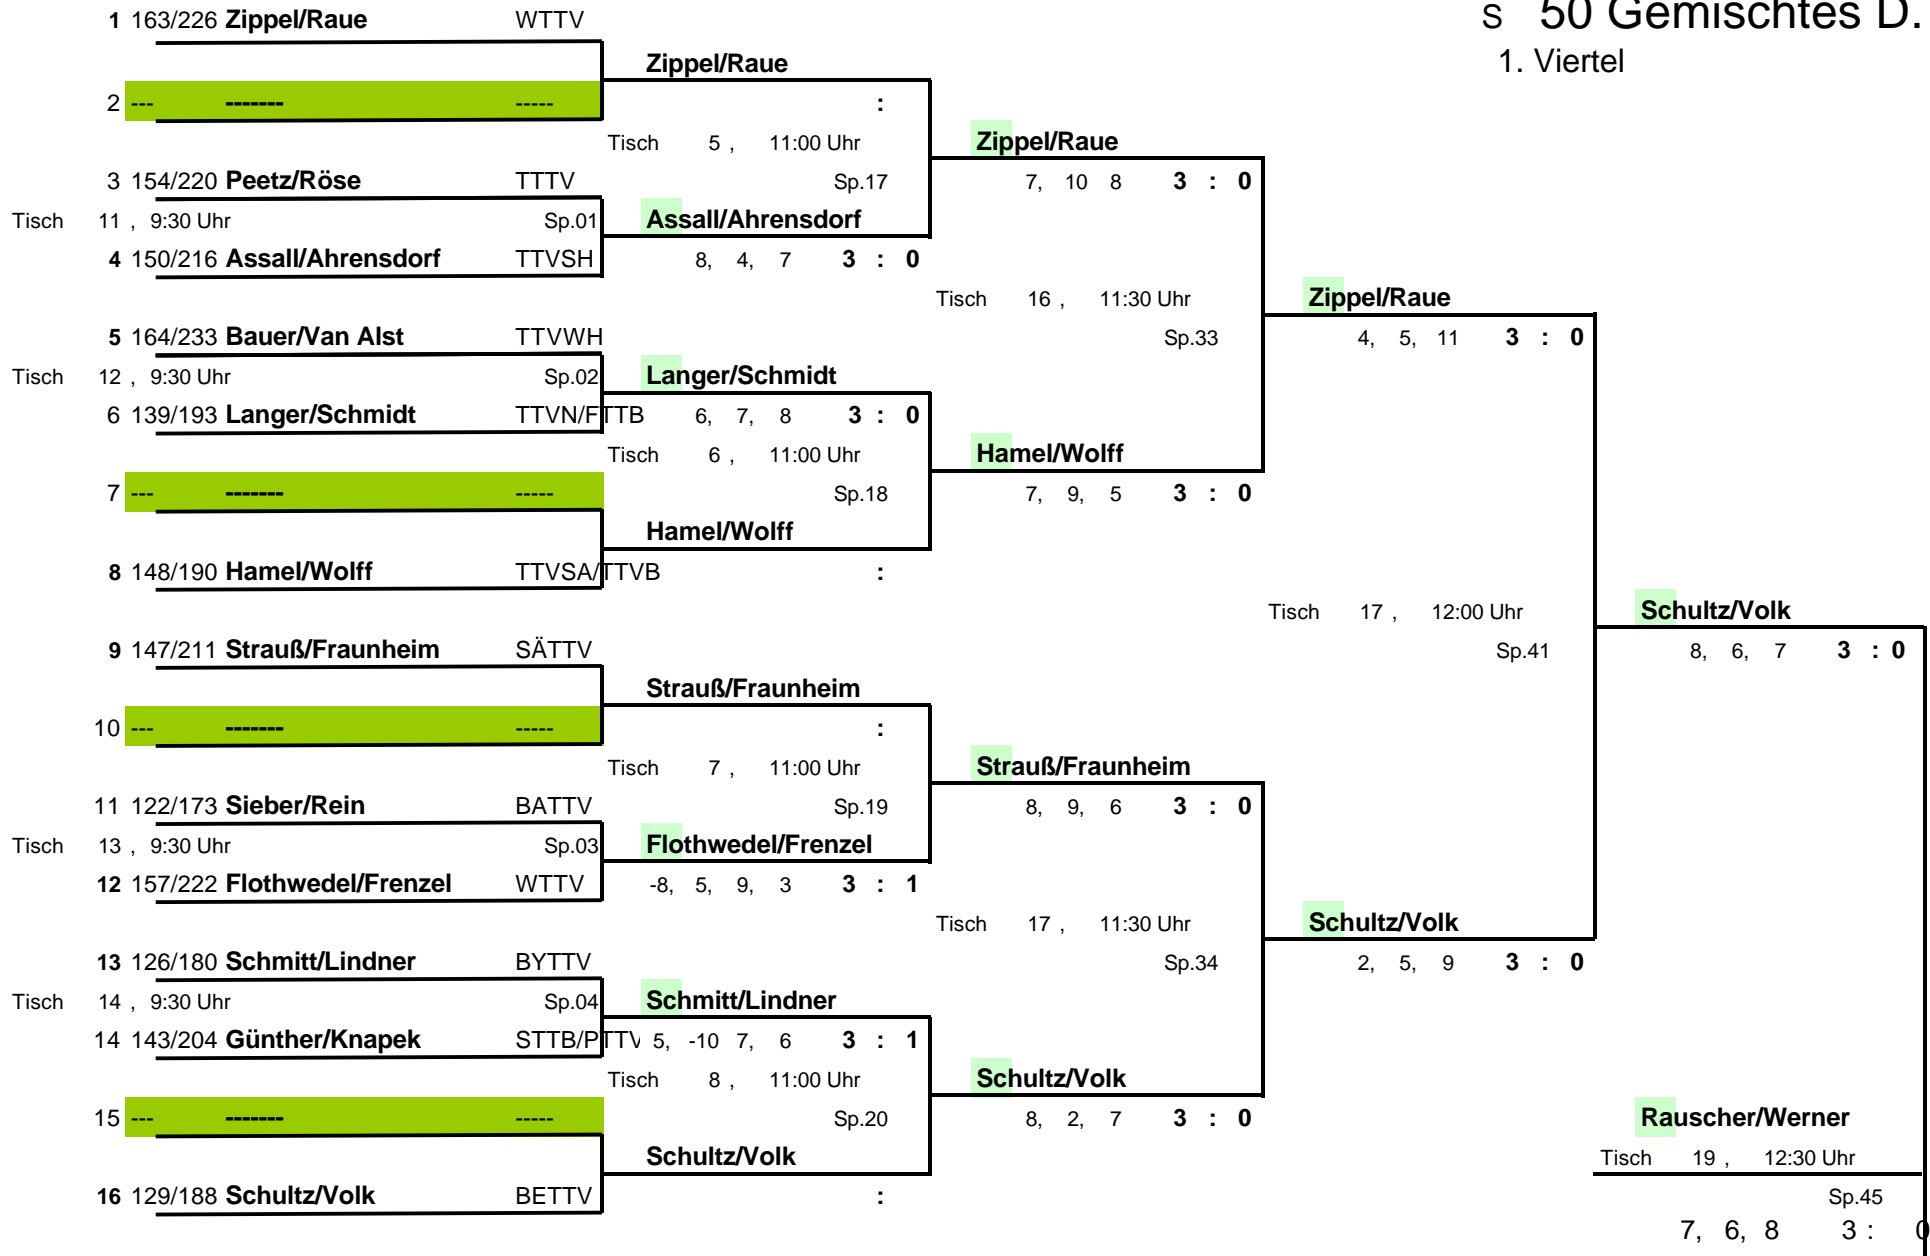 S 50 Gemischtes D.
1 163/226 Zippel/Raue WTTV
1. Viertel
Zippel/Raue
2 --- ------- ----- :
Tisch 5 , 11:00 Uhr Zippel/Raue
3 154/220 Peetz/Röse TTTV Sp.17 7, 10 8 3 : 0
Tisch 11 , 9:30 Uhr Sp.01 Assall/Ahrensdorf
4 150/216 Assall/Ahrensdorf TTVSH 8, 4, 7 3 : 0
Tisch 16 , 11:30 Uhr Zippel/Raue
5 164/233 Bauer/Van Alst TTVWH Sp.33 4, 5, 11 3 : 0
Tisch 12 , 9:30 Uhr Sp.02 Langer/Schmidt
6 139/193 Langer/Schmidt TTVN/FTTB 6, 7, 8 3 : 0
Tisch 6 , 11:00 Uhr Hamel/Wolff
7 --- ------- ----- Sp.18 7, 9, 5 3 : 0
Hamel/Wolff
8 148/190 Hamel/Wolff TTVSA/TTVB :
Tisch 17 , 12:00 Uhr Schultz/Volk
9 147/211 Strauß/Fraunheim SÄTTV Sp.41 8, 6, 7 3 : 0
Strauß/Fraunheim
10 --- ------- ----- :
Tisch 7 , 11:00 Uhr Strauß/Fraunheim
11 122/173 Sieber/Rein BATTV Sp.19 8, 9, 6 3 : 0
Tisch 13 , 9:30 Uhr Sp.03 Flothwedel/Frenzel
12 157/222 Flothwedel/Frenzel WTTV -8, 5, 9, 3 3 : 1
Tisch 17 , 11:30 Uhr Schultz/Volk
13 126/180 Schmitt/Lindner BYTTV Sp.34 2, 5, 9 3 : 0
Tisch 14 , 9:30 Uhr Sp.04 Schmitt/Lindner
14 143/204 Günther/Knapek STTB/PTTV 5, -10 7, 6 3 : 1
Tisch 8 , 11:00 Uhr Schultz/Volk
15 --- ------- ----- Sp.20 8, 2, 7 3 : 0 Rauscher/Werner
Schultz/Volk Tisch 19 , 12:30 Uhr
16 129/188 Schultz/Volk BETTV : Sp.45
7, 6, 8 3 : 0